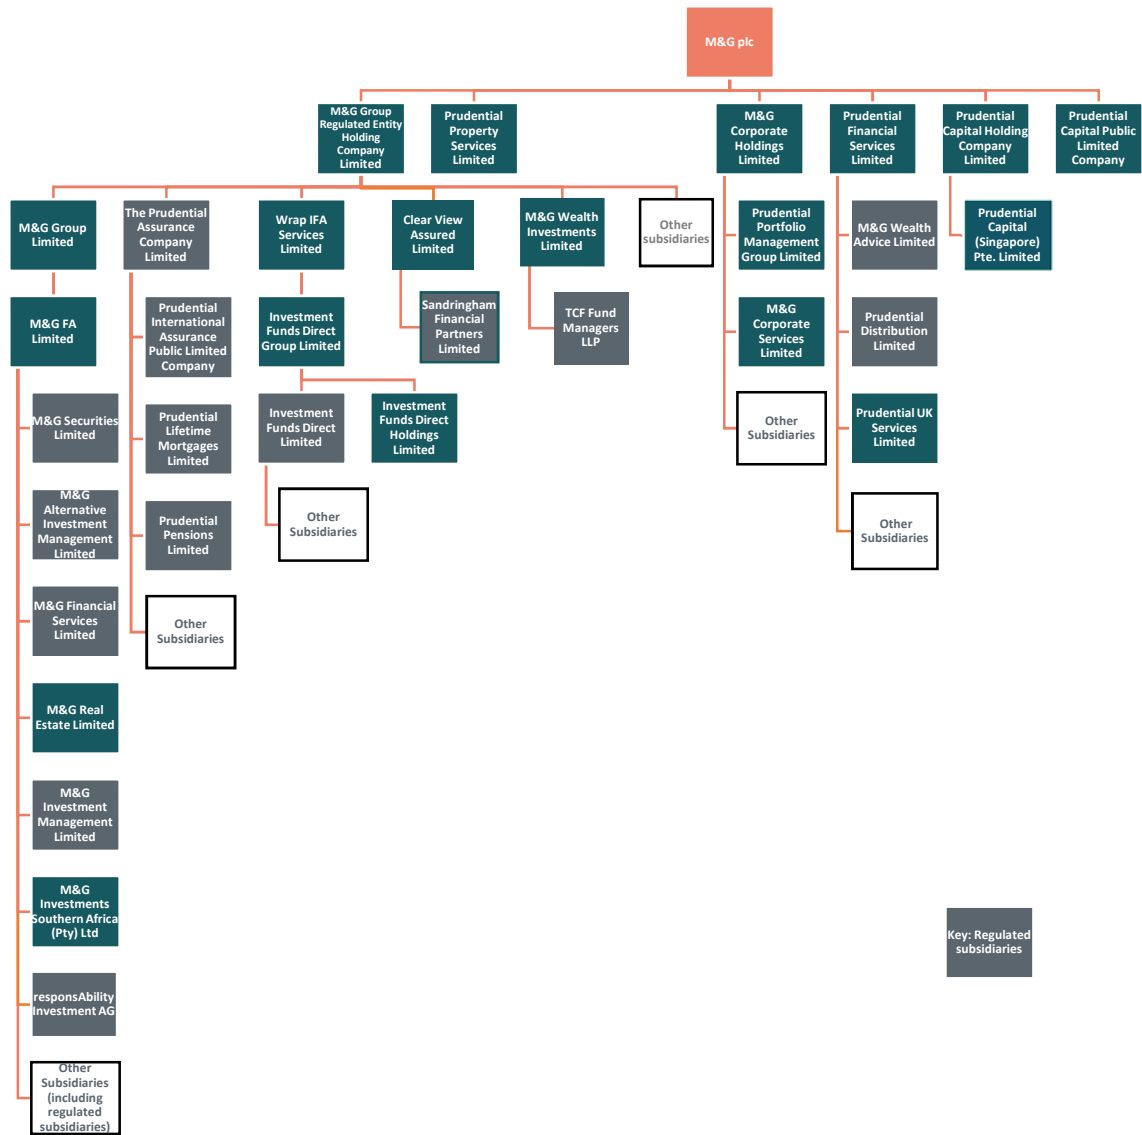 M&G plc
M&G Group
Regulated Entity
Holding
Company
Limited
Prudential
Property
Services
Limited
M&G
Corporate
Holdings
Limited
Prudential
Financial
Services
Limited
Prudential
Capital Holding
Company
Limited
Prudential
Capital Public
Limited
Company
M&G Group
Limited
The Prudential
Assurance
Company
Limited
Wrap IFA
Services
Limited
Clear View
Assured Limited
M&G Wealth
Investments
Limited
Other
subsidiaries
Prudential
Portfolio
Management
Group Limited
M&G Wealth
Advice Limited
Prudential
Capital
(Singapore)
Pte. Limited
M&G FA
Limited
Prudential
International
Assurance
Public Limited
Company
Investment
Funds Direct
Group Limited
Sandringham
Financial
Partners
Limited
TCF Fund
Managers
LLP
M&G
Corporate
Services
Limited
Prudential
Distribution
Limited
M&G Securities
Limited
Prudential
Lifetime
Mortgages
Limited
Investment
Funds Direct
Limited
Investment
Funds Direct
Holdings
Limited
Other
Subsidiaries
Prudential UK
Services
Limited
M&G
Alternative
Investment
Management
Limited
Prudential
Pensions
Limited
Other
Subsidiaries
Other
Subsidiaries
M&G Financial
Services
Limited
Other
Subsidiaries
M&G Real
Estate Limited
M&G
Investment
Management
Limited
M&G
Investments
Southern Africa
(Pty) Ltd
Key: Regulated
subsidiaries
responsAbility
Investment AG
Other
Subsidiaries
(including
regulated
subsidiaries)